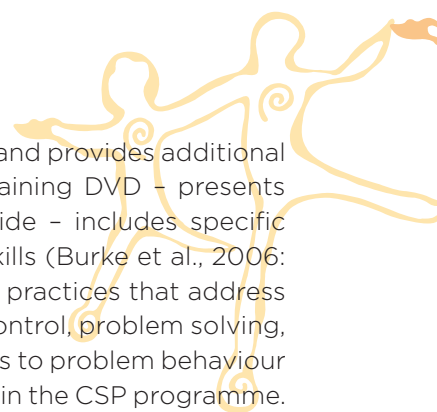 and provides additional
aining DVD – presents
ide – includes specific
kills (Burke et al., 2006:
practices that address
ontrol, problem solving,
s to problem behaviour
in the CSP programme.